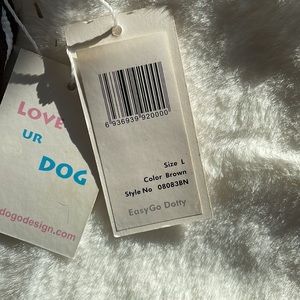 LOVE
UR
DOG
dogodesign.com
6 936939 920000
Size L
Color Brown
Style No 08083BN
EasyGo Dotty